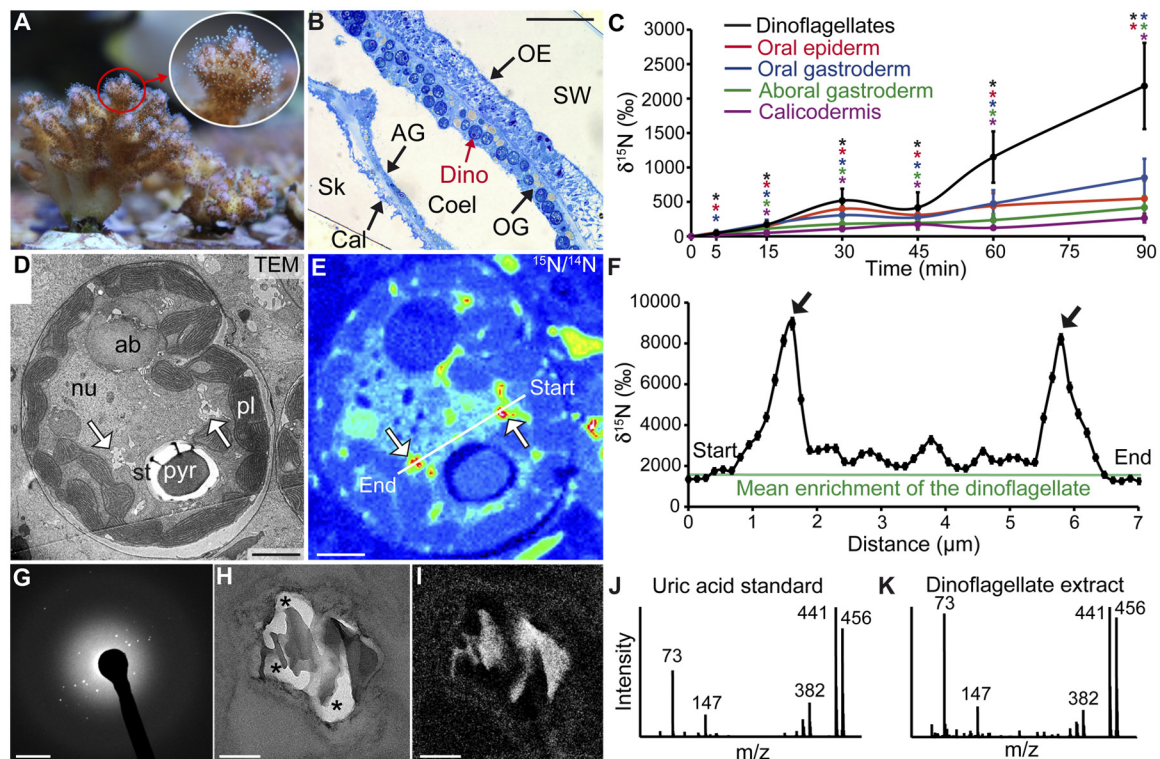 A
B
OE
SW
AG
Dino
Sk
Coel
Cal
OG
C
3000
2500
2000
1500
1000
500
0
δ¹⁵N (‰)
Dinoflagellates
Oral epiderm
Oral gastroderm
Aboral gastroderm
Calicodermis
* *
* *
*
* * *
* * * *
* * * * *
* * * * *
* * * * *
0 5 15 30 45 60 75 90
Time (min)
D
TEM
ab
nu
pl
st
pyr
E
¹⁵N/¹⁴N
Start
End
F
10000
8000
6000
4000
2000
0
δ¹⁵N (‰)
Start
End
Mean enrichment of the dinoflagellate
0 1 2 3 4 5 6 7
Distance (µm)
G
H
*
*
*
I
J
Uric acid standard
Intensity
73
147
382
441
456
m/z
K
Dinoflagellate extract
73
147
382
441
456
m/z